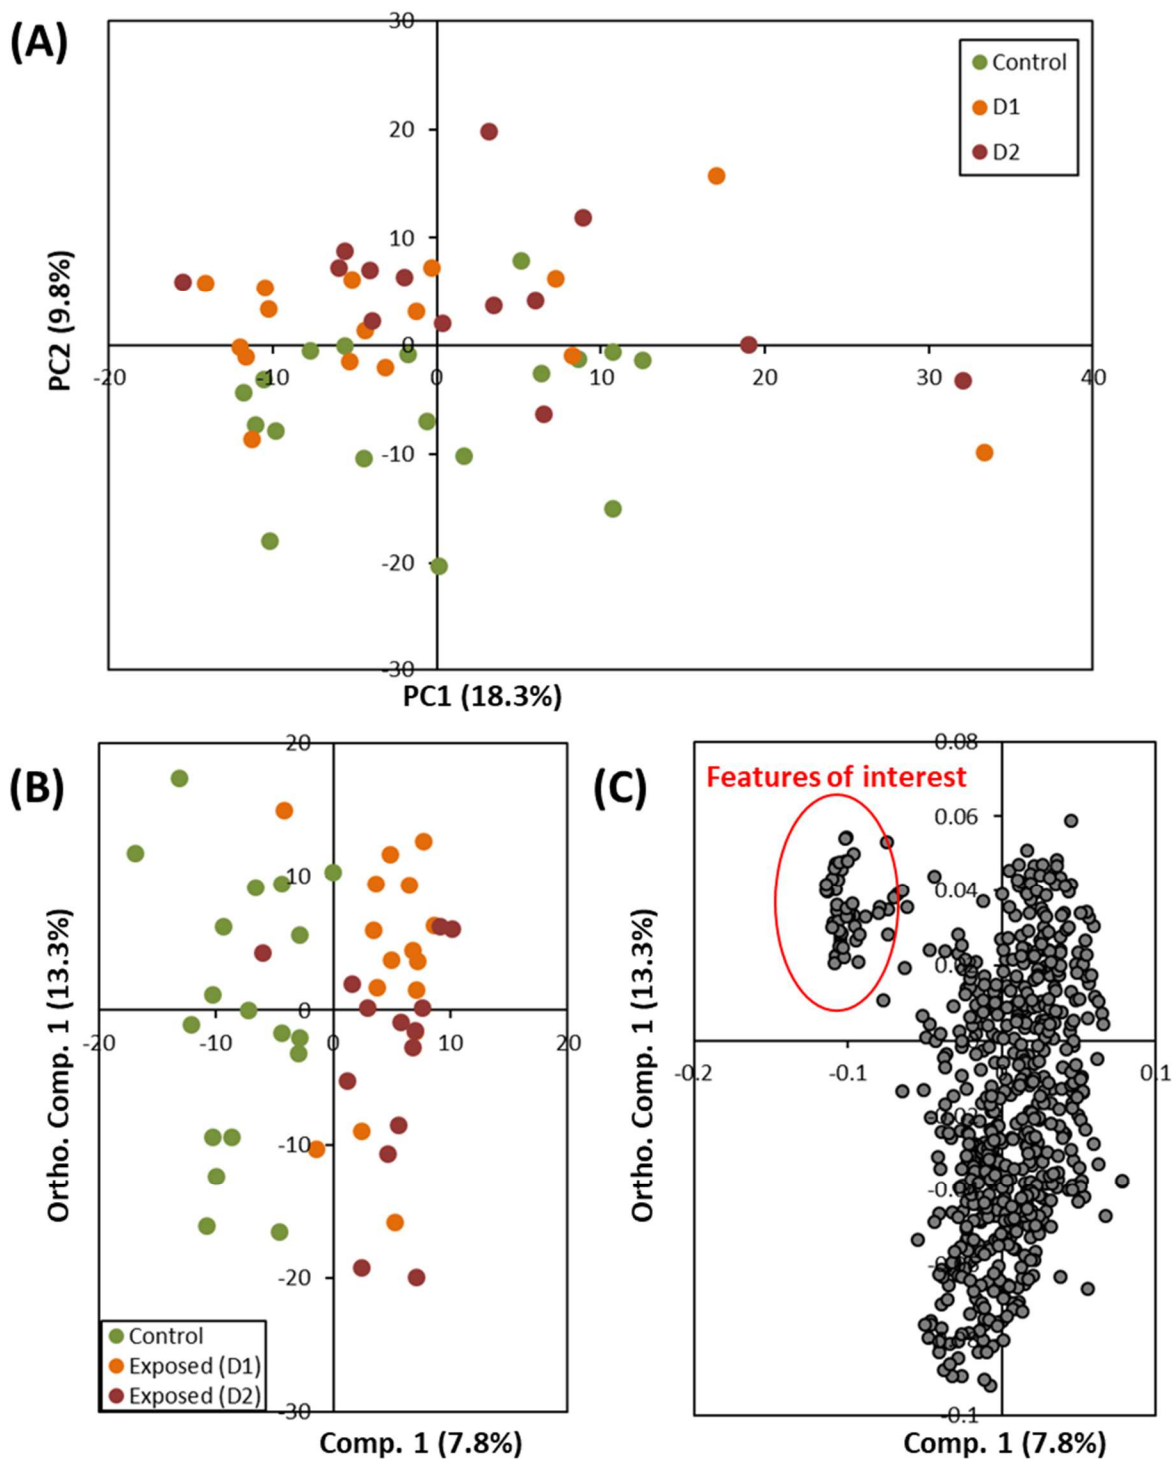 (A)
30
Control
D1
D2
20
10
0
-20
-10
0
10
20
30
40
-10
-20
-30
PC2 (9.8%)
PC1 (18.3%)
(B)
20
10
0
-20
-10
0
10
20
-10
-20
-30
Control
Exposed (D1)
Exposed (D2)
Ortho. Comp. 1 (13.3%)
Comp. 1 (7.8%)
(C)
0.08
Features of interest
0.06
0.04
-0.2
-0.1
0.1
-0.1
Ortho. Comp. 1 (13.3%)
Comp. 1 (7.8%)